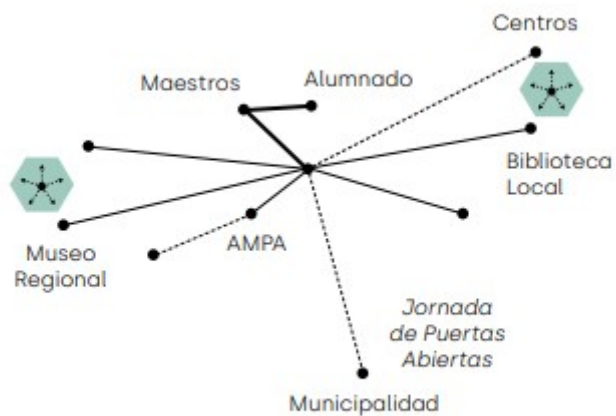 Centros
Maestros
Alumnado
Biblioteca
Local
Museo
Regional
AMPA
Jornada
de Puertas
Abiertas
Municipalidad